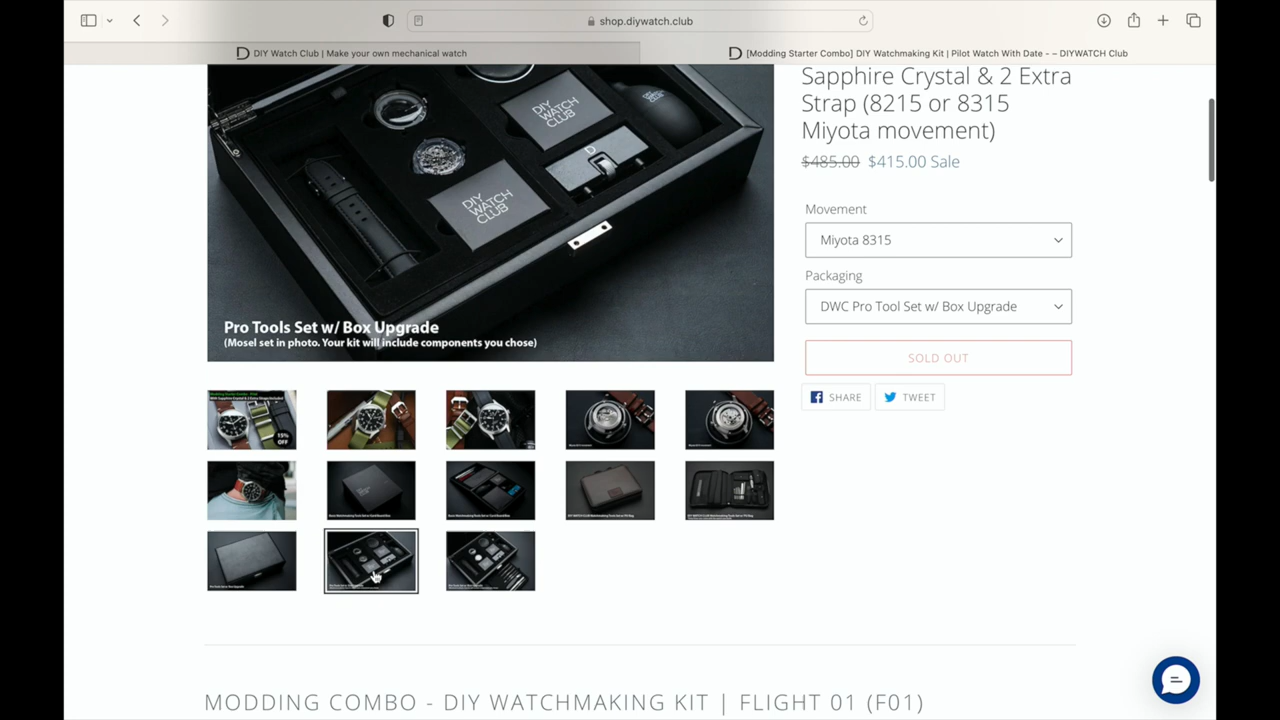 shop.diywatch.club
DIY Watch Club | Make your own mechanical watch
[Modding Starter Combo] DIY Watchmaking Kit | Pilot Watch With Date - – DIYWATCH Club
DIY
WATCH
CLUB
DIY
WATCH
CLUB
Pro Tools Set w/ Box Upgrade
(Mosel set in photo. Your kit will include components you chose)
Sapphire Crystal & 2 Extra
Strap (8215 or 8315
Miyota movement)
$485.00 $415.00 Sale
Movement
Miyota 8315
Packaging
DWC Pro Tool Set w/ Box Upgrade
SOLD OUT
SHARE
TWEET
15%
OFF
MODDING COMBO - DIY WATCHMAKING KIT | FLIGHT 01 (F01)